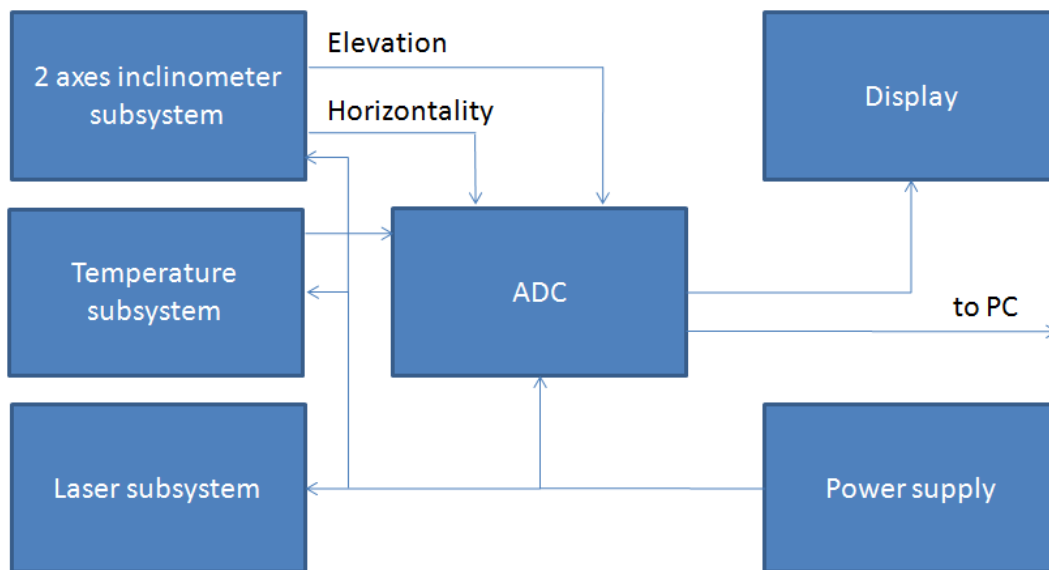 2 axes inclinometer
subsystem
Elevation
Horizontality
Display
Temperature
subsystem
ADC
to PC
Laser subsystem
Power supply